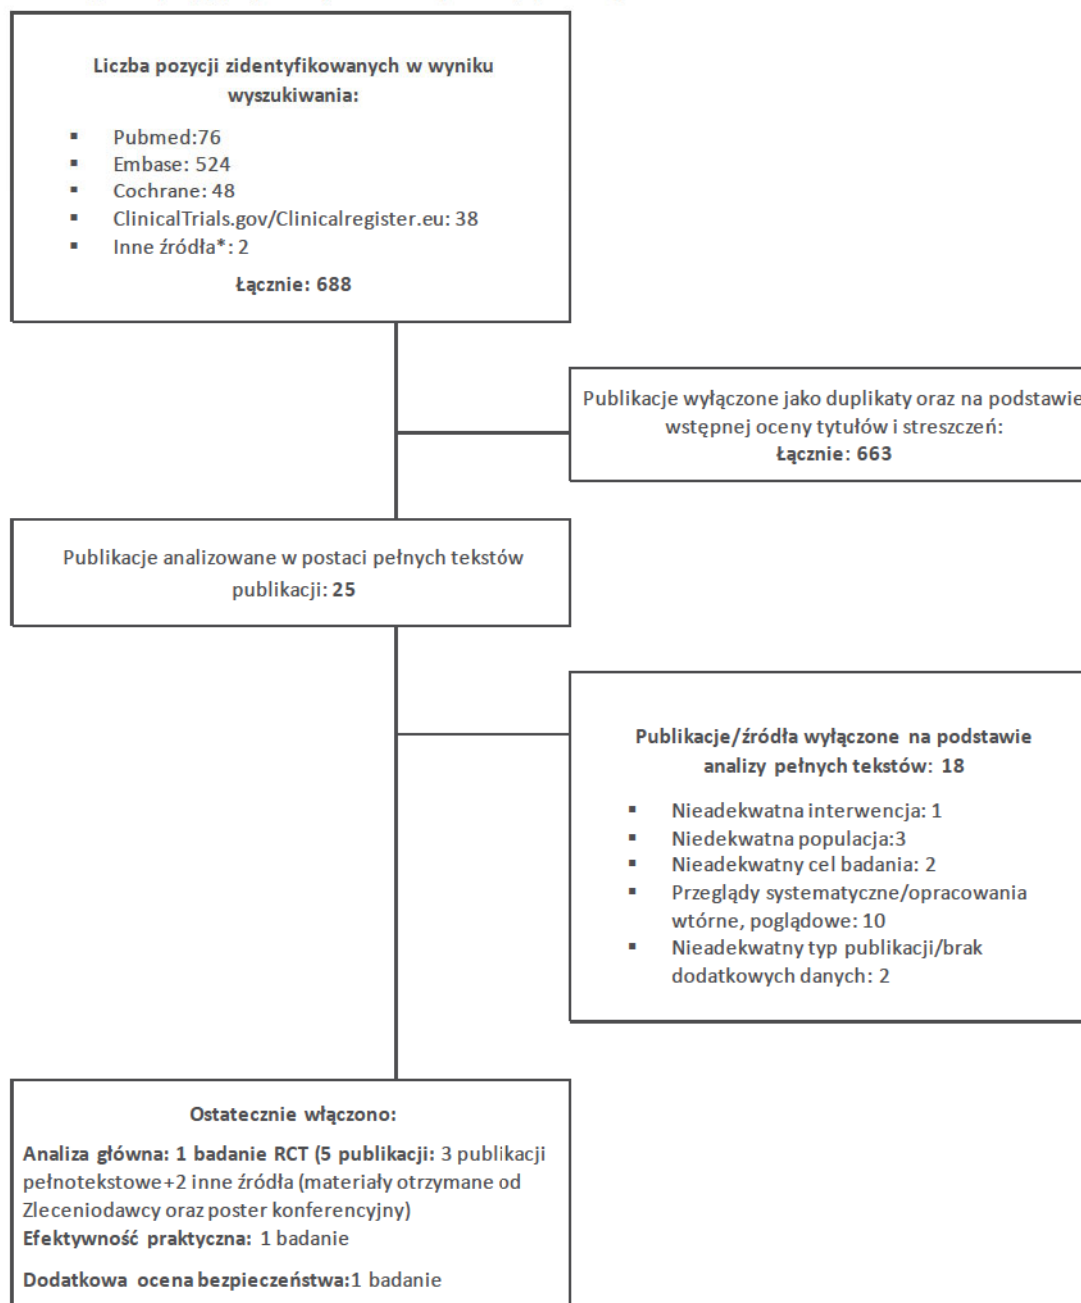 Liczba pozycji zidentyfikowanych w wyniku
wyszukiwania:
▪ Pubmed:76
▪ Embase: 524
▪ Cochrane: 48
▪ ClinicalTrials.gov/Clinicalregister.eu: 38
▪ Inne źródła*: 2
Łącznie: 688
Publikacje wyłączone jako duplikaty oraz na podstawie
wstępnej oceny tytułów i streszczeń:
Łącznie: 663
Publikacje analizowane w postaci pełnych tekstów
publikacji: 25
Publikacje/źródła wyłączone na podstawie
analizy pełnych tekstów: 18
▪ Nieadekwatna interwencja: 1
▪ Niedekwatna populacja:3
▪ Nieadekwatny cel badania: 2
▪ Przeglądy systematyczne/opracowania
wtórne, poglądowe: 10
▪ Nieadekwatny typ publikacji/brak
dodatkowych danych: 2
Ostatecznie włączono:
Analiza główna: 1 badanie RCT (5 publikacji: 3 publikacji
pełnotekstowe+2 inne źródła (materiały otrzymane od
Zleceniodawcy oraz poster konferencyjny)
Efektywność praktyczna: 1 badanie
Dodatkowa ocena bezpieczeństwa:1 badanie